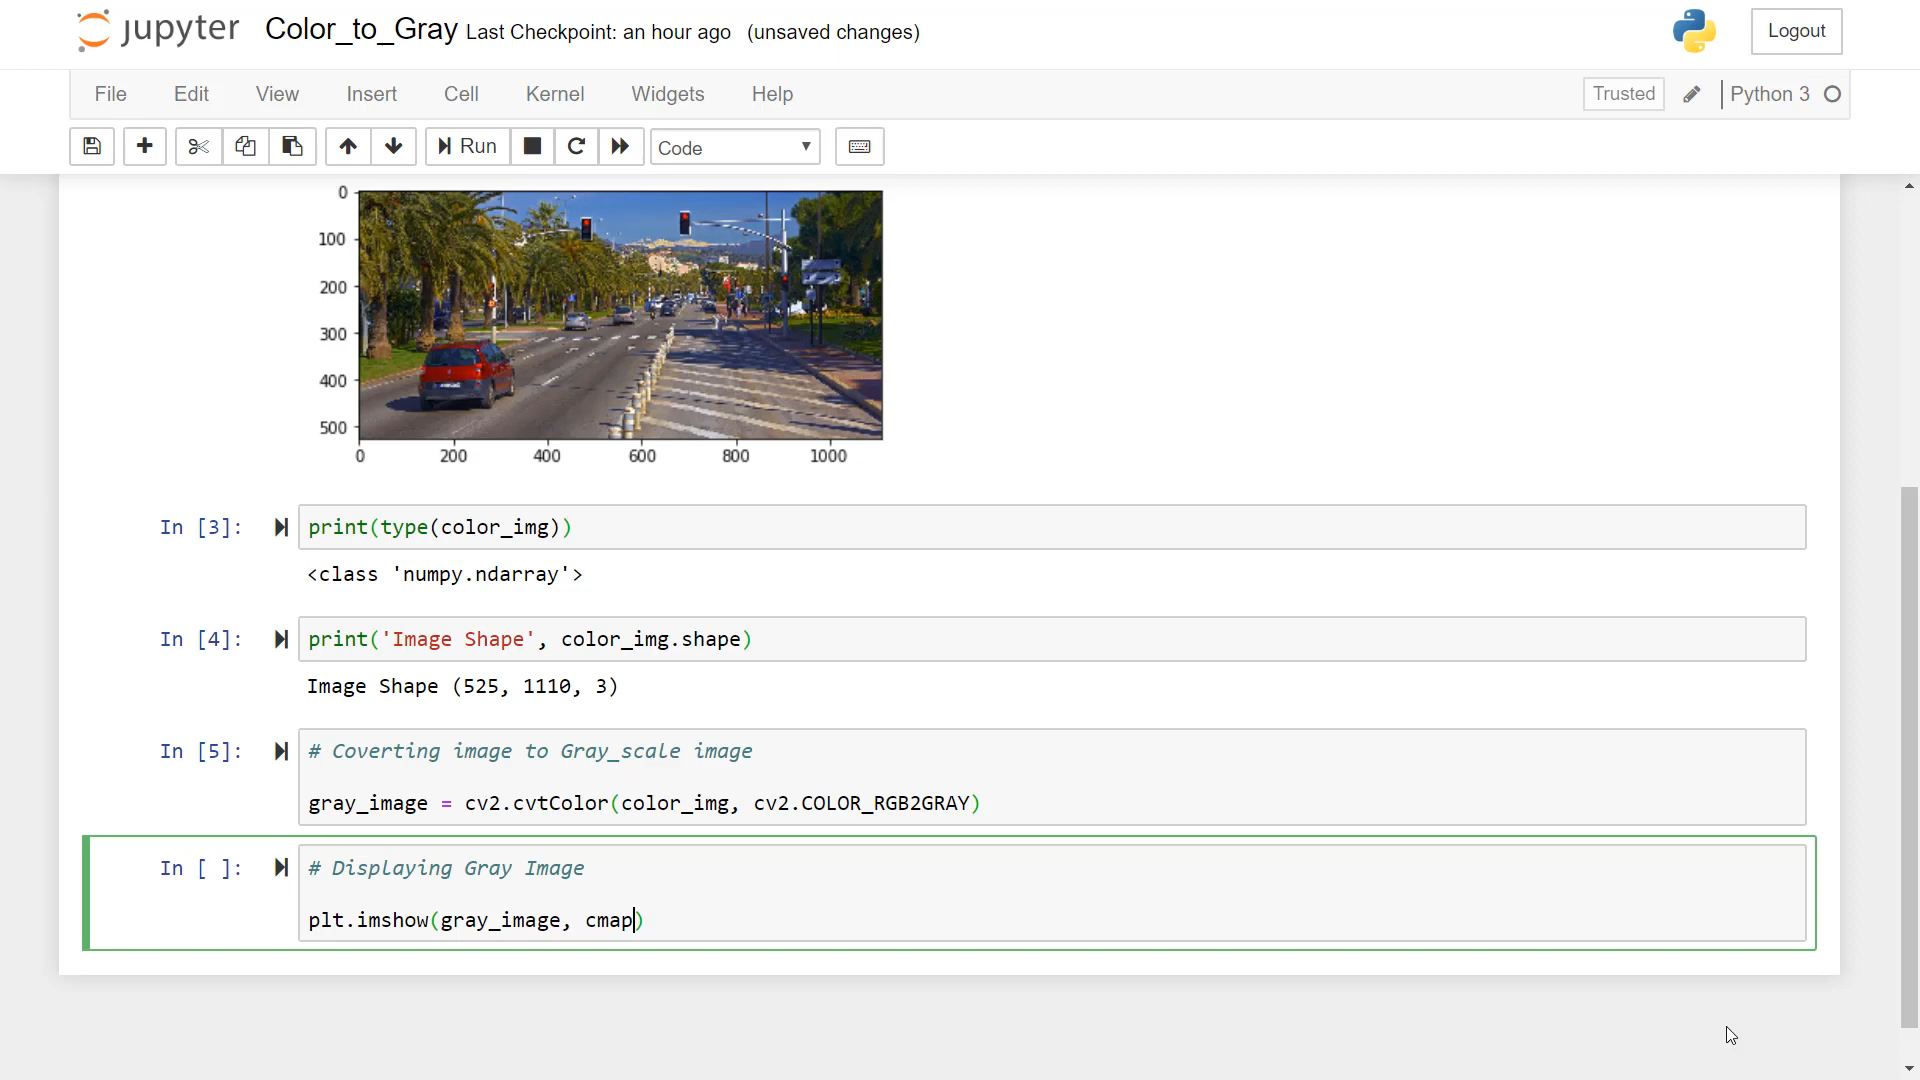 jupyter Color_to_Gray Last Checkpoint: an hour ago (unsaved changes) Logout
File Edit View Insert Cell Kernel Widgets Help Trusted Python 3
Run Code
0
100
200
300
400
500
0 200 400 600 800 1000
In [3]: print(type(color_img))
<class 'numpy.ndarray'>
In [4]: print('Image Shape', color_img.shape)
Image Shape (525, 1110, 3)
In [5]: # Coverting image to Gray_scale image
gray_image = cv2.cvtColor(color_img, cv2.COLOR_RGB2GRAY)
In [ ]: # Displaying Gray Image
plt.imshow(gray_image, cmap)